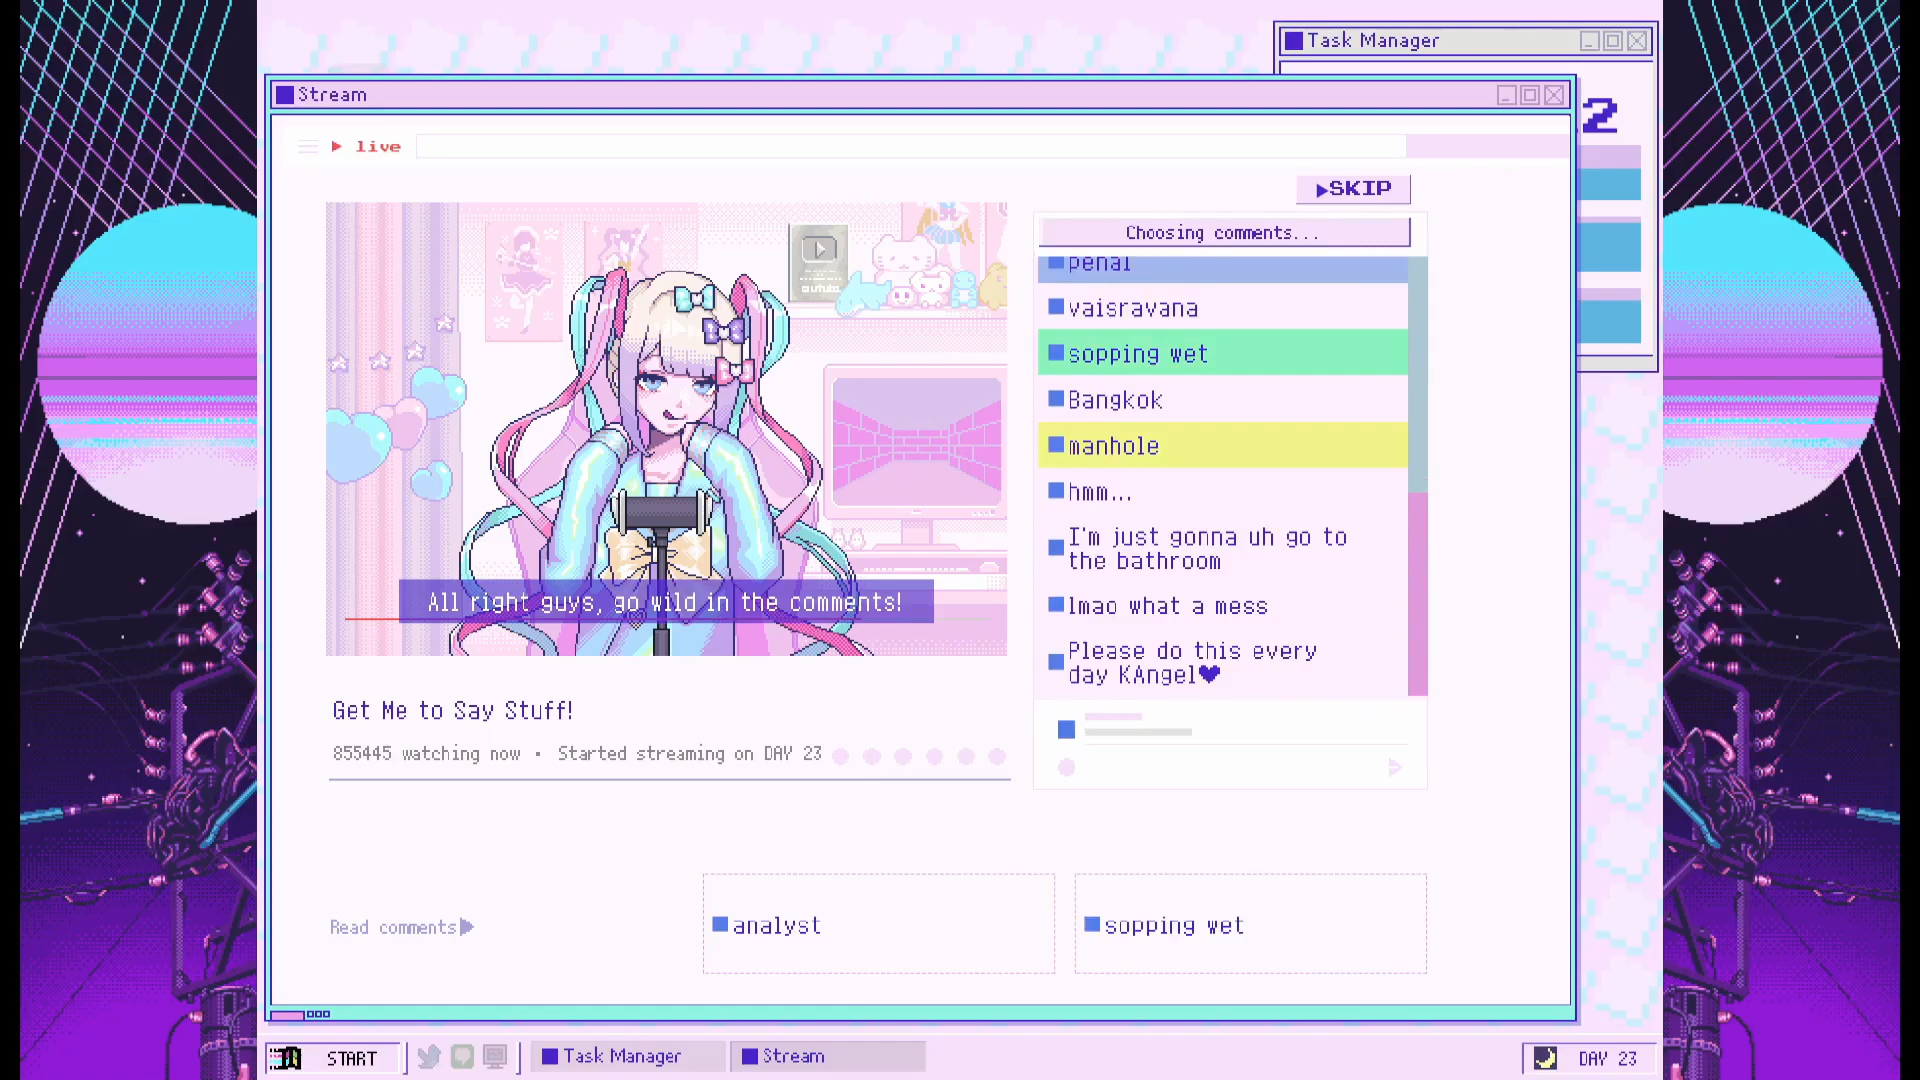 Task Manager
Stream
2
live
SKIP
Choosing comments...
penal
vaisravana
sopping wet
Bangkok
manhole
hmm...
I'm just gonna uh go to
the bathroom
lmao what a mess
Please do this every
day KAngel♥
All right guys, go wild in the comments!
Get Me to Say Stuff!
855445 watching now • Started streaming on DAY 23
Read comments
analyst
sopping wet
START
Task Manager
Stream
DAY 23